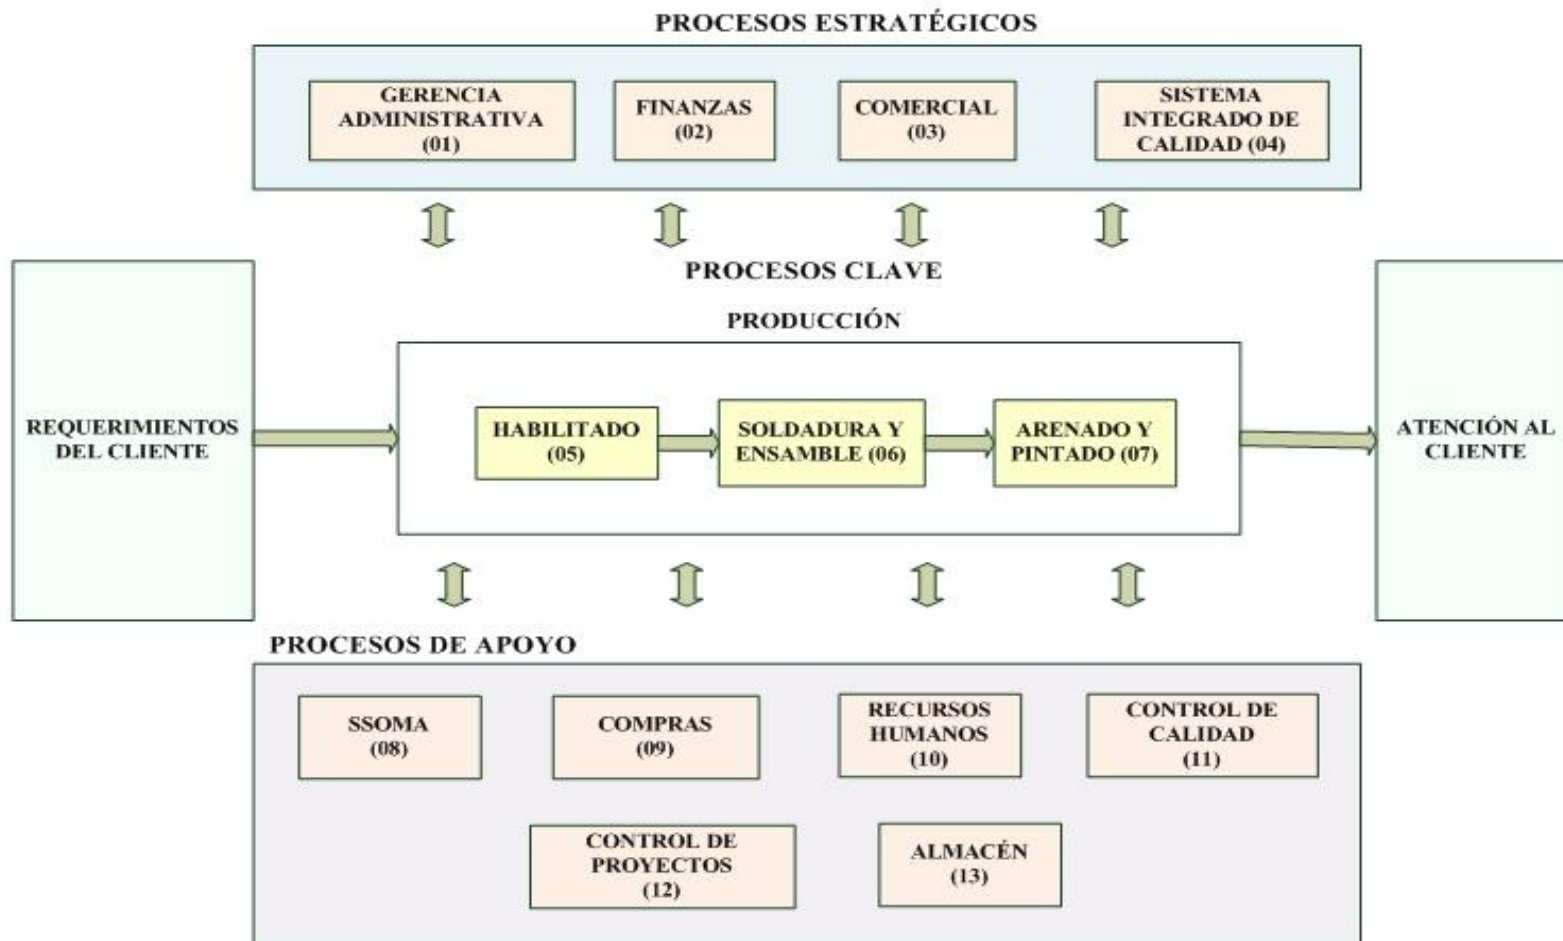 PROCESOS ESTRATÉGICOS
GERENCIA
ADMINISTRATIVA
(01)
FINANZAS
(02)
COMERCIAL
(03)
SISTEMA
INTEGRADO DE
CALIDAD (04)
PROCESOS CLAVE
PRODUCCIÓN
REQUERIMIENTOS
DEL CLIENTE
HABILITADO
(05)
SOLDADURA Y
ENSAMBLE (06)
ARENADO Y
PINTADO (07)
ATENCIÓN AL
CLIENTE
PROCESOS DE APOYO
SSOMA
(08)
COMPRAS
(09)
RECURSOS
HUMANOS
(10)
CONTROL DE
CALIDAD
(11)
CONTROL DE
PROYECTOS
(12)
ALMACÉN
(13)